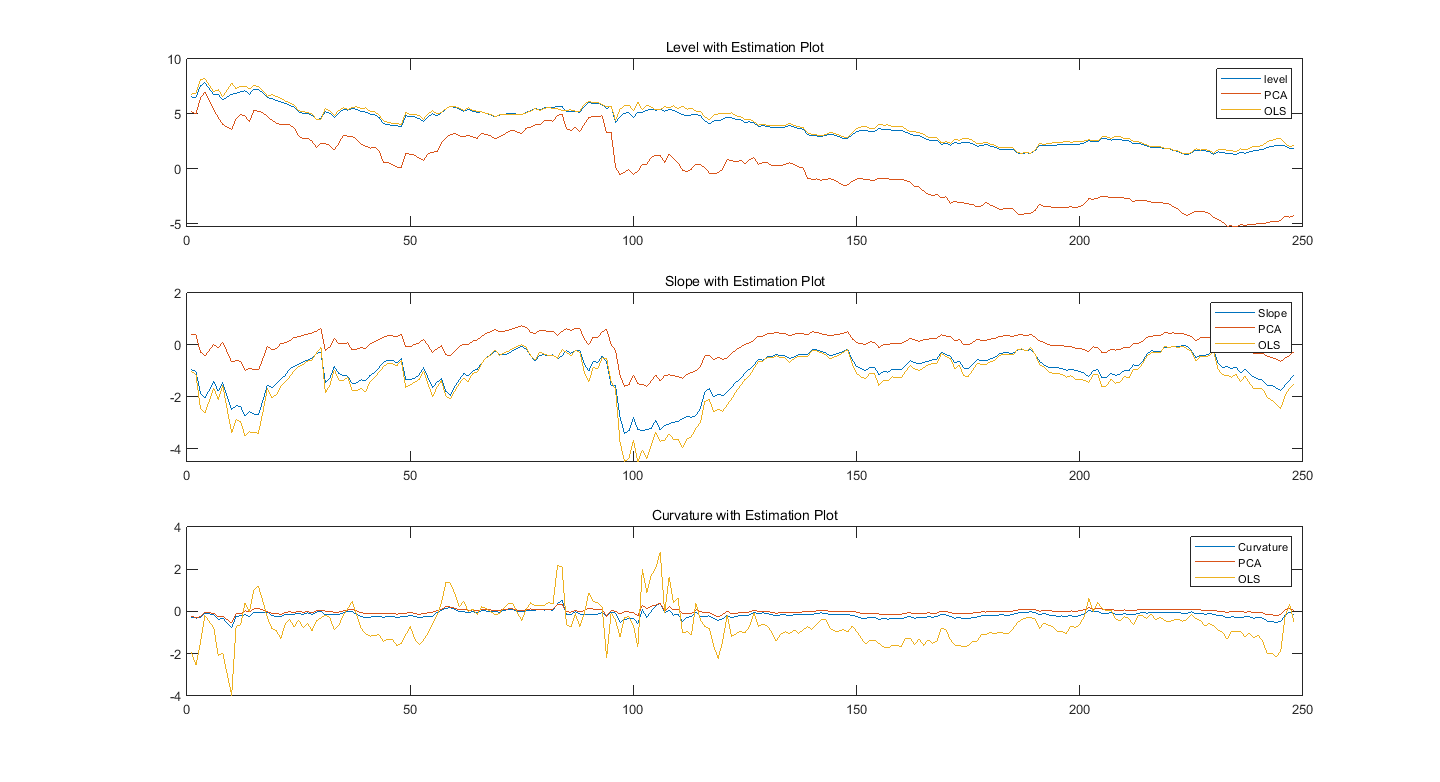 Level with Estimation Plot
10
5
0
-5
level
PCA
OLS
0 50 100 150 200 250
Slope with Estimation Plot
2
0
-2
-4
Slope
PCA
OLS
0 50 100 150 200 250
Curvature with Estimation Plot
4
2
0
-2
-4
Curvature
PCA
OLS
0 50 100 150 200 250